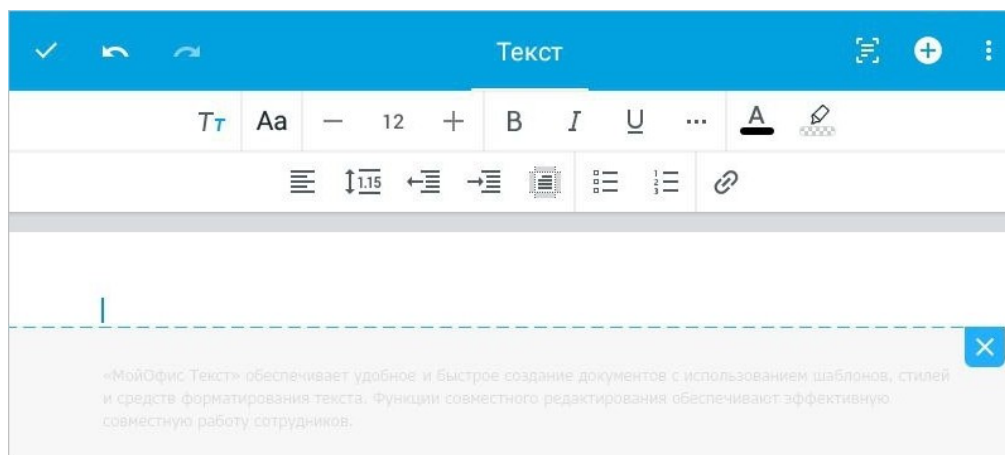 Текст
Тт Aa — 12 + B I U ... A
1.15
«МойОфис Текст» обеспечивает удобное и быстрое создание документов с использованием шаблонов, стилей
и средств форматирования текста. Функции совместного редактирования обеспечивают эффективную
совместную работу сотрудников.